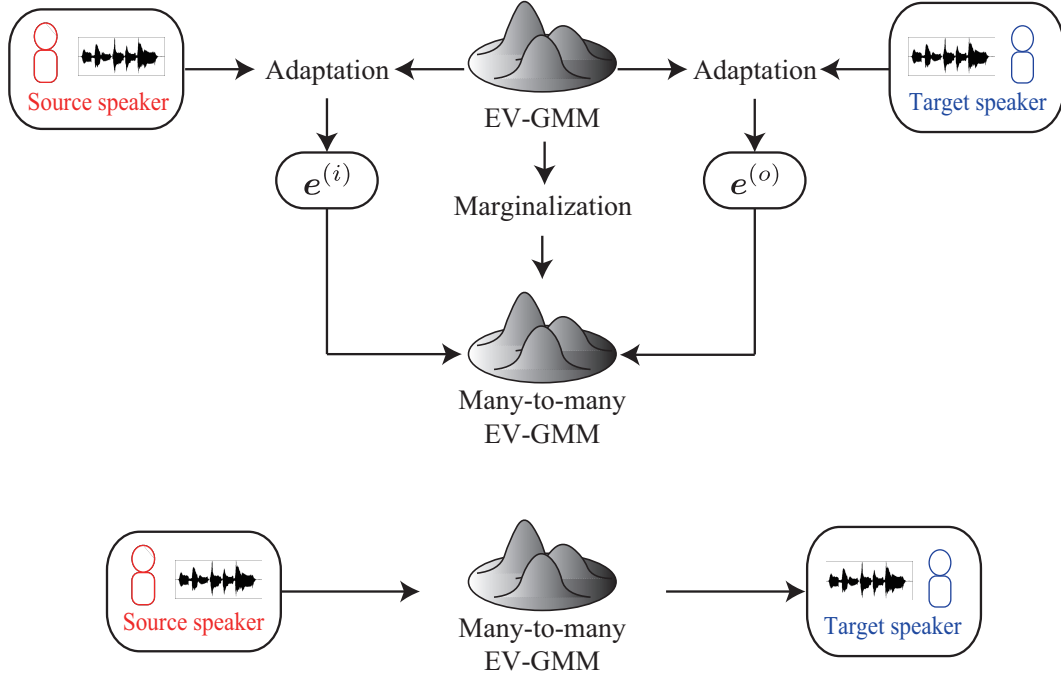 Source speaker
Adaptation
EV-GMM
Adaptation
Target speaker
e^(i)
Marginalization
e^(o)
Many-to-many
EV-GMM
Source speaker
Many-to-many
EV-GMM
Target speaker